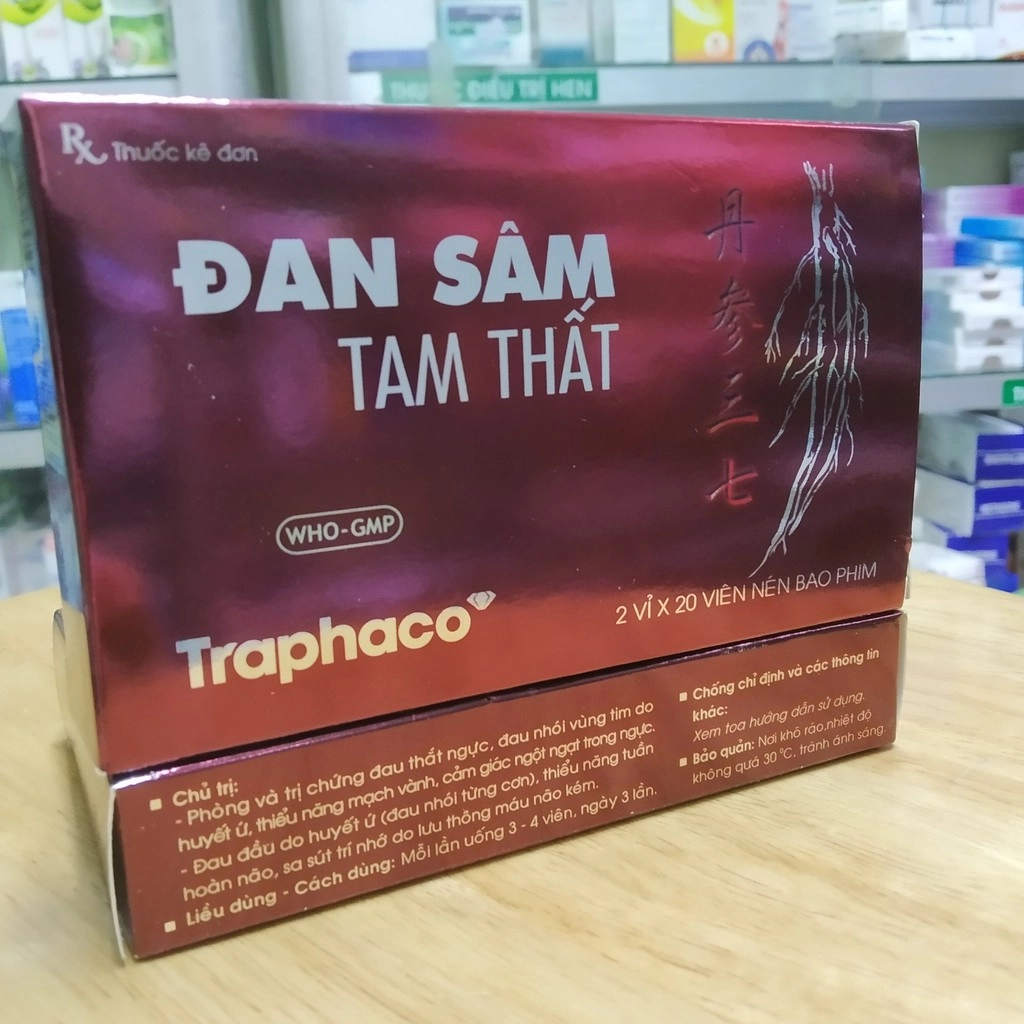 THUỐC ĐIỀU TRỊ HEN
Rx Thuốc kê đơn
ĐAN SÂM
TAM THẤT
丹
参
三
七
WHO-GMP
Traphaco
2 VỈ X 20 VIÊN NÉN BAO PHIM
▪ Chủ trị:
- Phòng và trị chứng đau thắt ngực, đau nhói vùng tim do
huyết ứ, thiểu năng mạch vành, cảm giác ngột ngạt trong ngực.
- Đau đầu do huyết ứ (đau nhói từng cơn), thiểu năng tuần
hoàn não, sa sút trí nhớ do lưu thông máu não kém.
▪ Liều dùng - Cách dùng: Mỗi lần uống 3 - 4 viên, ngày 3 lần.
▪ Chống chỉ định và các thông tin
khác:
Xem toa hướng dẫn sử dụng.
▪ Bảo quản: Nơi khô ráo.nhiệt độ
không quá 30 °C, tránh ánh sáng.